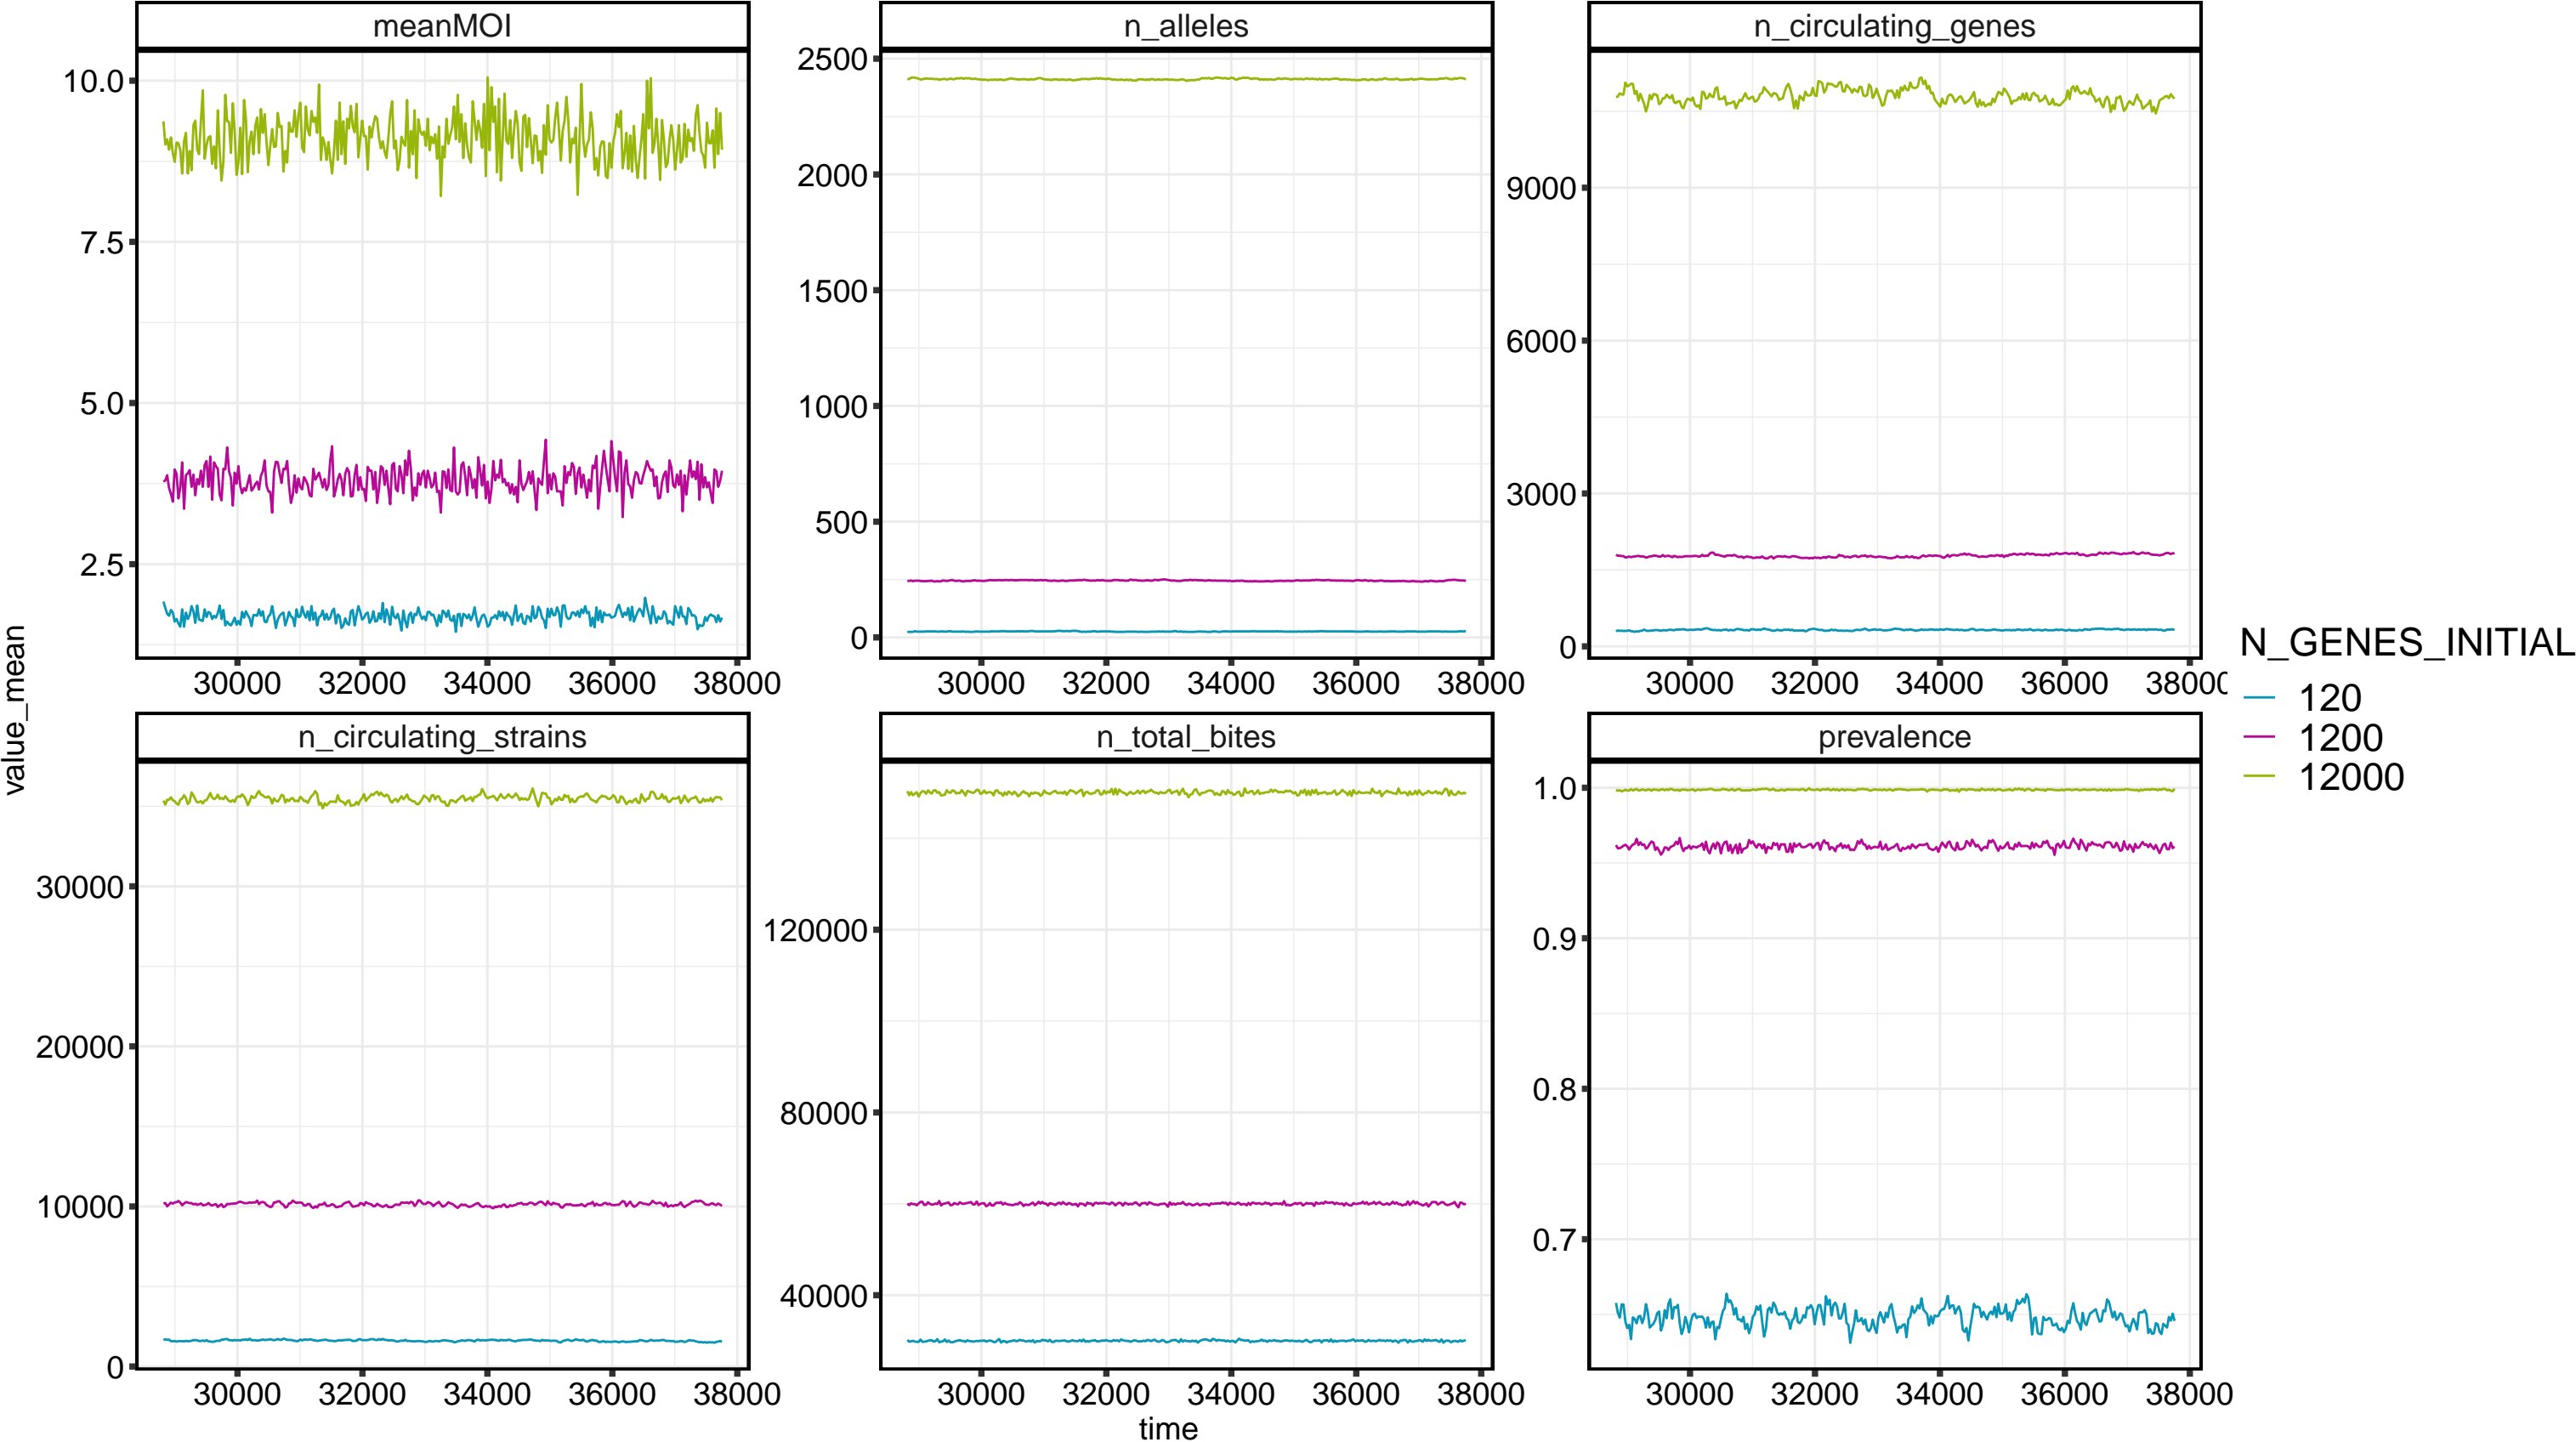 meanMOI
n_alleles
n_circulating_genes
10.0
7.5
5.0
2.5
2500
2000
1500
1000
500
0
9000
6000
3000
0
30000 32000 34000 36000 38000
30000 32000 34000 36000 38000
30000 32000 34000 36000 38000
value_mean
n_circulating_strains
n_total_bites
prevalence
30000
20000
10000
0
120000
80000
40000
1.0
0.9
0.8
0.7
30000 32000 34000 36000 38000
30000 32000 34000 36000 38000
30000 32000 34000 36000 38000
time
N_GENES_INITIAL
120
1200
12000